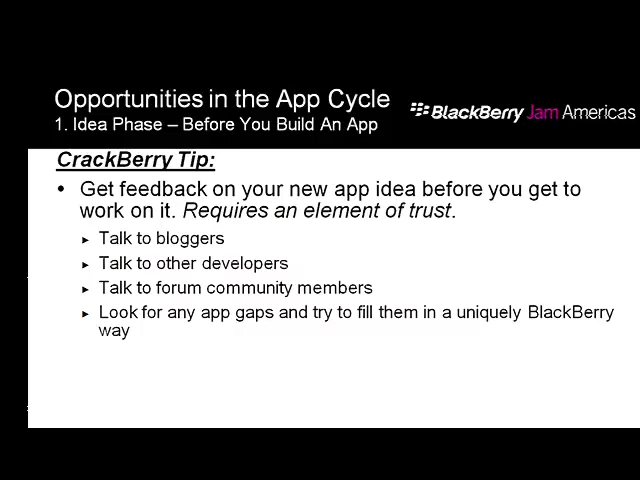 Opportunities in the App Cycle
1. Idea Phase – Before You Build An App
BlackBerry Jam Americas
CrackBerry Tip:
• Get feedback on your new app idea before you get to
work on it. Requires an element of trust.
► Talk to bloggers
► Talk to other developers
► Talk to forum community members
► Look for any app gaps and try to fill them in a uniquely BlackBerry
way